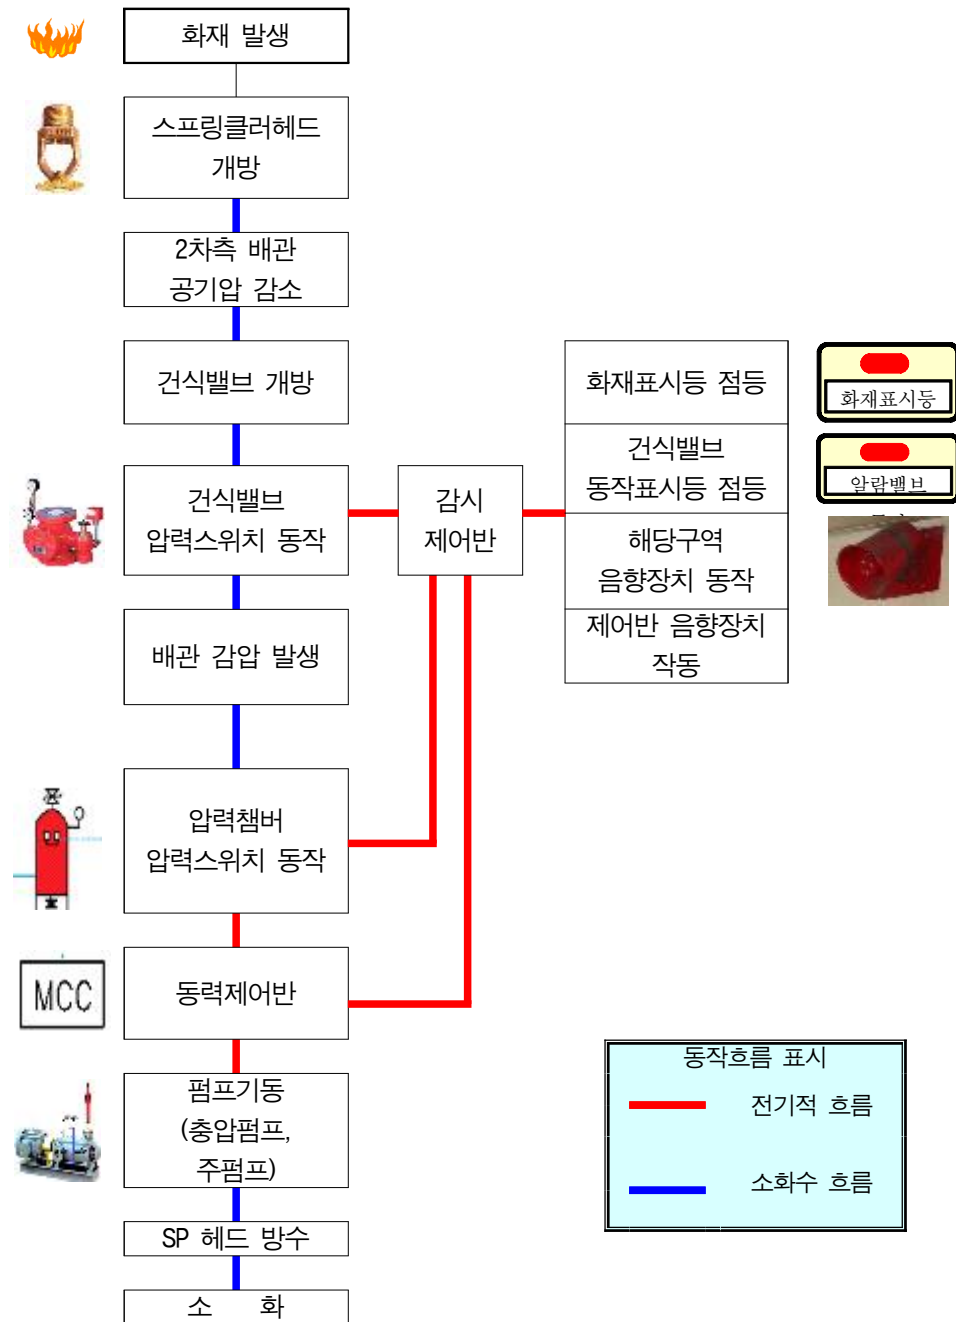 화재 발생
스프링클러헤드
개방
2차측 배관
공기압 감소
건식밸브 개방
건식밸브
압력스위치 동작
배관 감압 발생
압력챔버
압력스위치 동작
MCC
동력제어반
펌프기동
(충압펌프,
주펌프)
SP 헤드 방수
소 화
감시
제어반
화재표시등 점등
건식밸브
동작표시등 점등
해당구역
음향장치 동작
제어반 음향장치
작동
화재표시등
알람밸브
동작흐름 표시
전기적 흐름
소화수 흐름